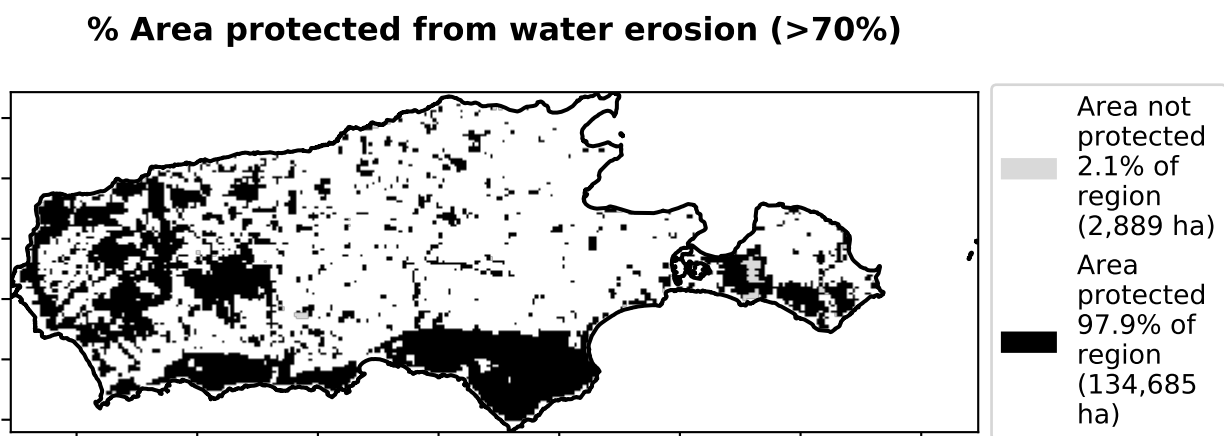 % Area protected from water erosion (>70%)
Area not
protected
2.1% of
region
(2,889 ha)
Area
protected
97.9% of
region
(134,685
ha)